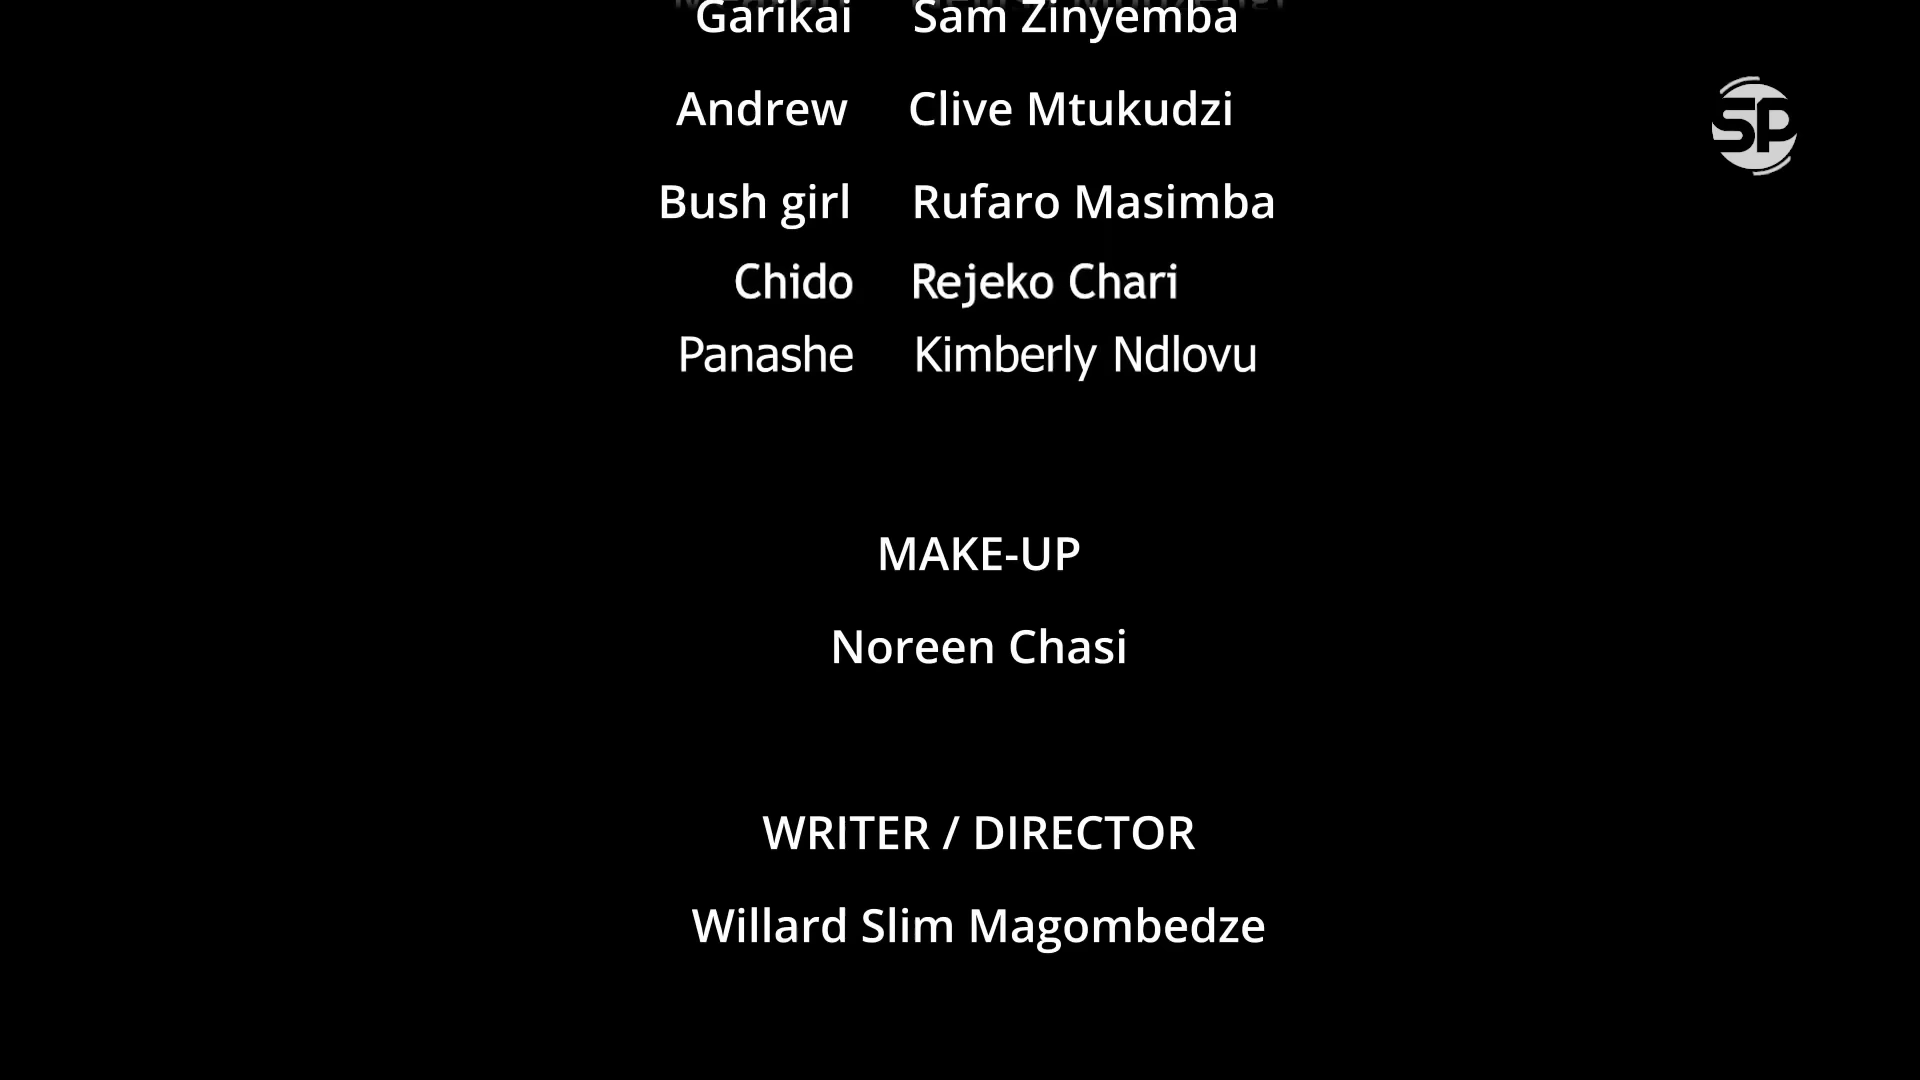 Garikai Sam Zinyemba
Andrew Clive Mtukudzi
Bush girl Rufaro Masimba
Chido Rejeko Chari
Panashe Kimberly Ndlovu
MAKE-UP
Noreen Chasi
WRITER / DIRECTOR
Willard Slim Magombedze
SP